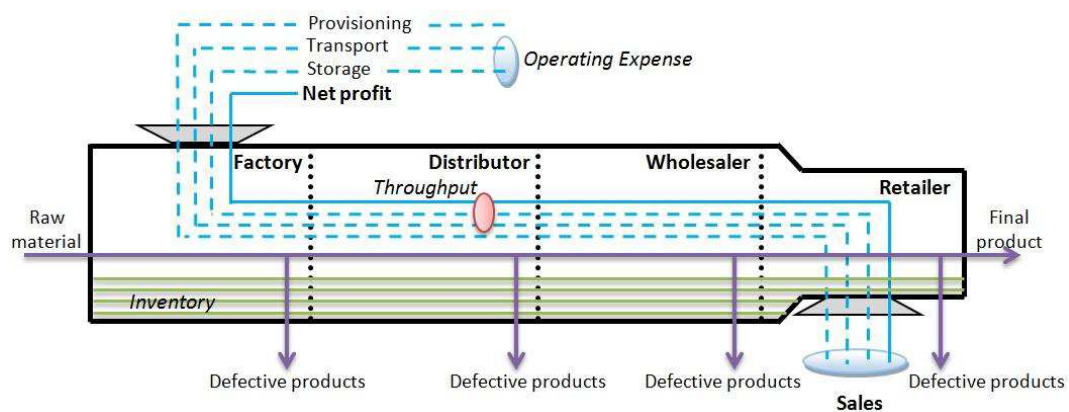 Provisioning
Transport
Storage
Operating Expense
Net profit
Factory
Distributor
Wholesaler
Retailer
Throughput
Raw
material
Final
product
Inventory
Defective products
Defective products
Defective products
Defective products
Sales